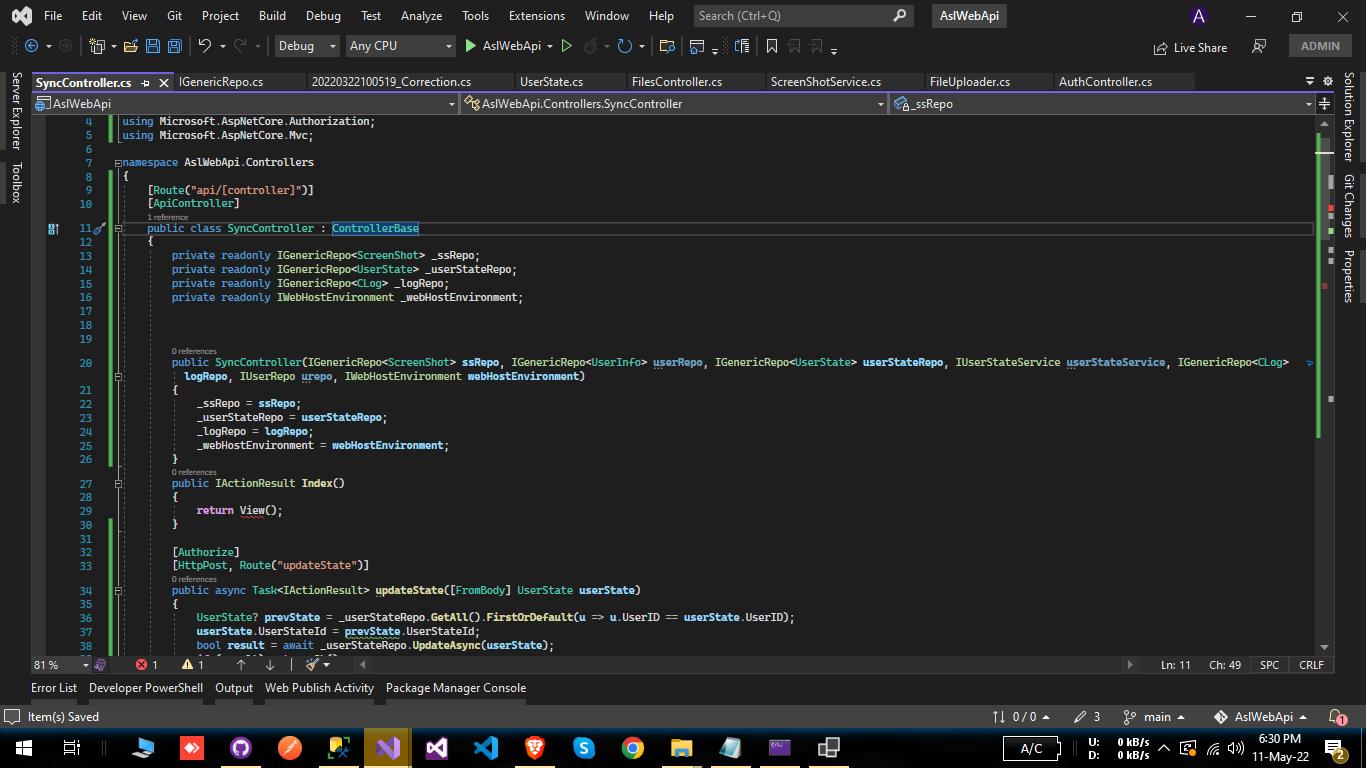 File Edit View Git Project Build Debug Test Analyze Tools Extensions Window Help Search (Ctrl+Q) AslWebApi A
Debug Any CPU AslWebApi Live Share ADMIN
SyncController.cs IGenericRepo.cs 20220322100519_Correction.cs UserState.cs FilesController.cs ScreenShotService.cs FileUploader.cs AuthController.cs
AslWebApi AslWebApi.Controllers.SyncController _ssRepo
Server Explorer
Toolbox
Solution Explorer
Git Changes
Properties
4 using Microsoft.AspNetCore.Authorization;
5 using Microsoft.AspNetCore.Mvc;
6
7 namespace AslWebApi.Controllers
8 {
9 [Route("api/[controller]")]
10 [ApiController]
1 reference
11 public class SyncController : ControllerBase
12 {
13 private readonly IGenericRepo<ScreenShot> _ssRepo;
14 private readonly IGenericRepo<UserState> _userStateRepo;
15 private readonly IGenericRepo<CLog> _logRepo;
16 private readonly IWebHostEnvironment _webHostEnvironment;
17
18
19
0 references
20 public SyncController(IGenericRepo<ScreenShot> ssRepo, IGenericRepo<UserInfo> userRepo, IGenericRepo<UserState> userStateRepo, IUserStateService userStateService, IGenericRepo<CLog>
logRepo, IUserRepo urepo, IWebHostEnvironment webHostEnvironment)
21 {
22 _ssRepo = ssRepo;
23 _userStateRepo = userStateRepo;
24 _logRepo = logRepo;
25 _webHostEnvironment = webHostEnvironment;
26 }
0 references
27 public IActionResult Index()
28 {
29 return View();
30 }
31
32 [Authorize]
33 [HttpPost, Route("updateState")]
0 references
34 public async Task<IActionResult> updateState([FromBody] UserState userState)
35 {
36 UserState? prevState = _userStateRepo.GetAll().FirstOrDefault(u => u.UserID == userState.UserID);
37 userState.UserStateId = prevState.UserStateId;
38 bool result = await _userStateRepo.UpdateAsync(userState);
81 % 1 1 Ln: 11 Ch: 49 SPC CRLF
Error List Developer PowerShell Output Web Publish Activity Package Manager Console
Item(s) Saved 0 / 0 3 main AslWebApi 1
A/C U: 0 kB/s D: 0 kB/s 6:30 PM 11-May-22 2